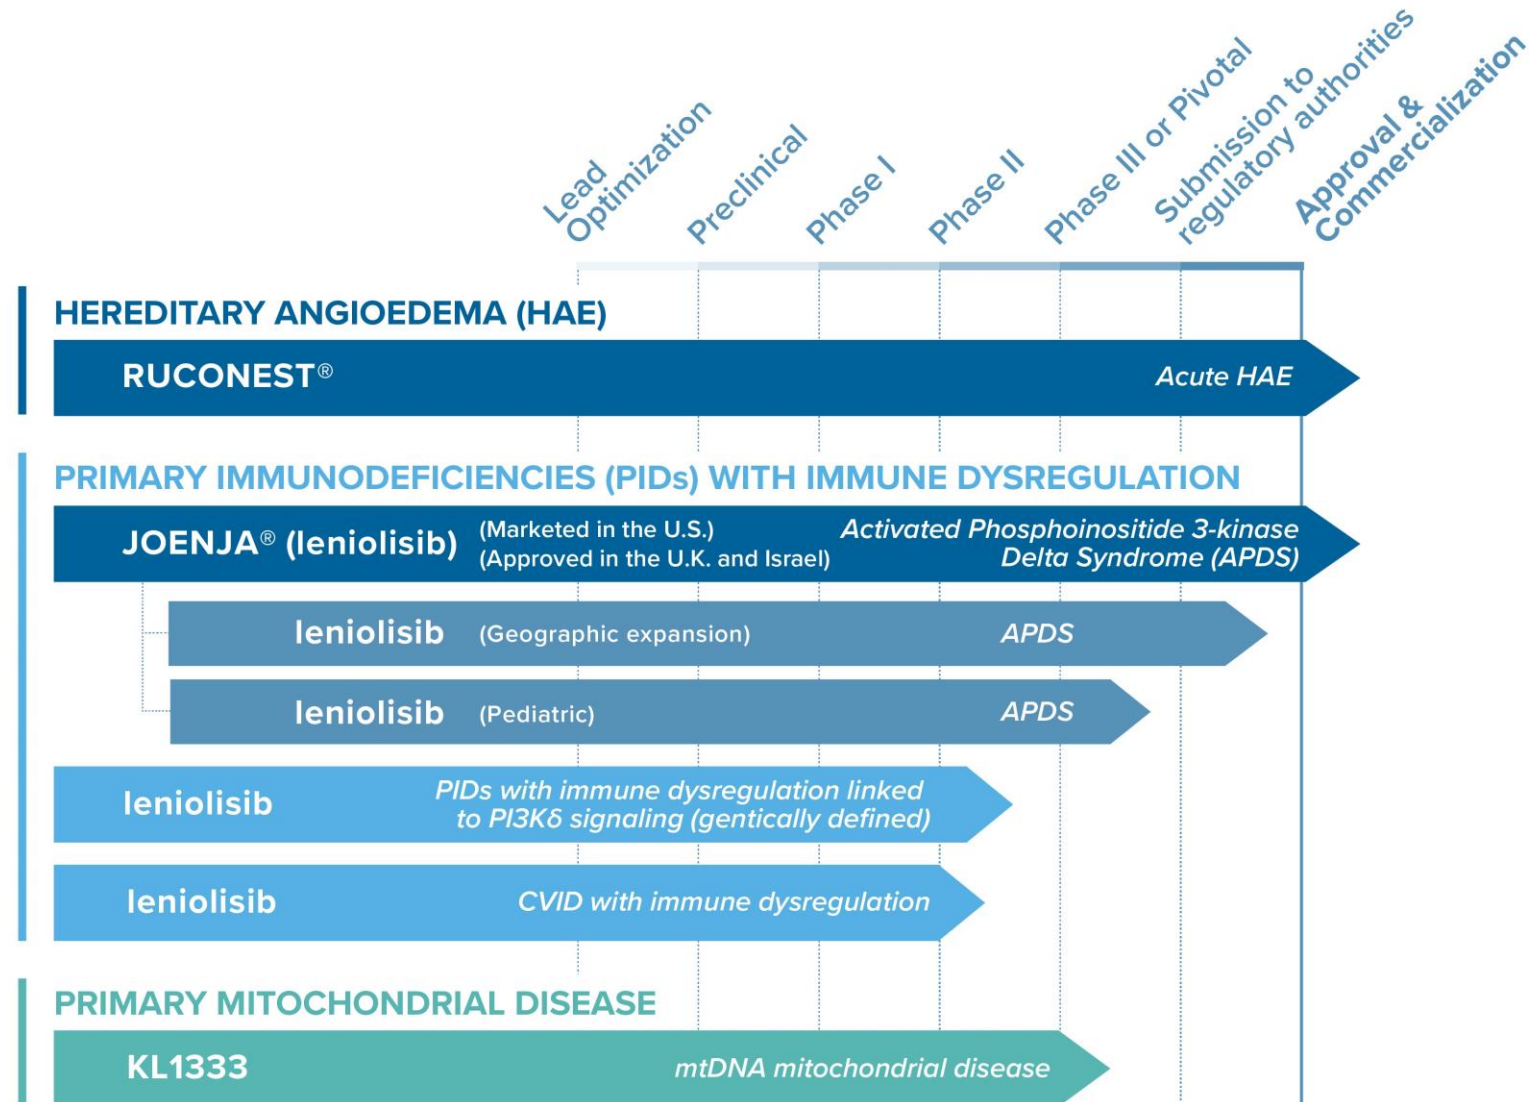 Lead
Optimization
Preclinical
Phase I
Phase II
Phase III or Pivotal
Submission to
regulatory authorities
Approval &
Commercialization
HEREDITARY ANGIOEDEMA (HAE)
RUCONEST® Acute HAE
PRIMARY IMMUNODEFICIENCIES (PIDs) WITH IMMUNE DYSREGULATION
JOENJA® (leniolisib)
(Marketed in the U.S.)
(Approved in the U.K. and Israel)
Activated Phosphoinositide 3-kinase
Delta Syndrome (APDS)
leniolisib (Geographic expansion) APDS
leniolisib (Pediatric) APDS
leniolisib
PIDs with immune dysregulation linked
to PI3Kδ signaling (gentically defined)
leniolisib CVID with immune dysregulation
PRIMARY MITOCHONDRIAL DISEASE
KL1333 mtDNA mitochondrial disease